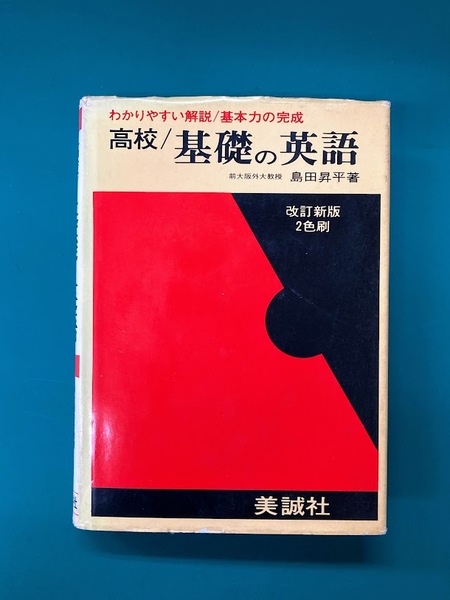 わかりやすい解説/基本力の完成
高校/基礎の英語
前大阪外大教授 島田昇平著
改訂新版
2色刷
美誠社